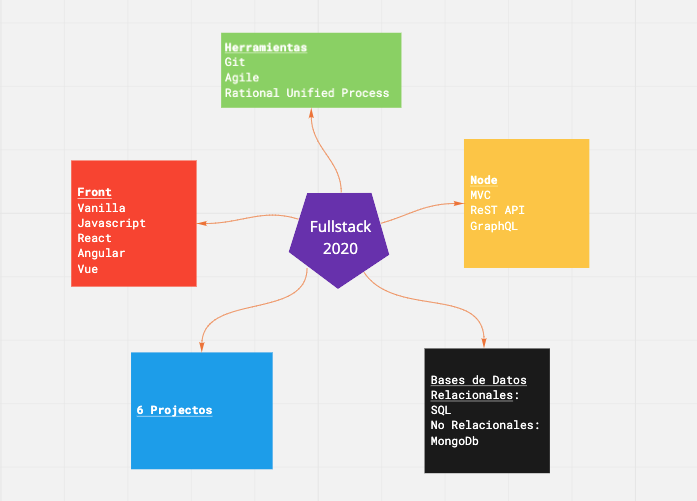 Herramientas
Git
Agile
Rational Unified Process
Front
Vanilla
Javascript
React
Angular
Vue
Fullstack
2020
Node
MVC
ReST API
GraphQL
6 Projectos
Bases de Datos
Relacionales:
SQL
No Relacionales:
MongoDb